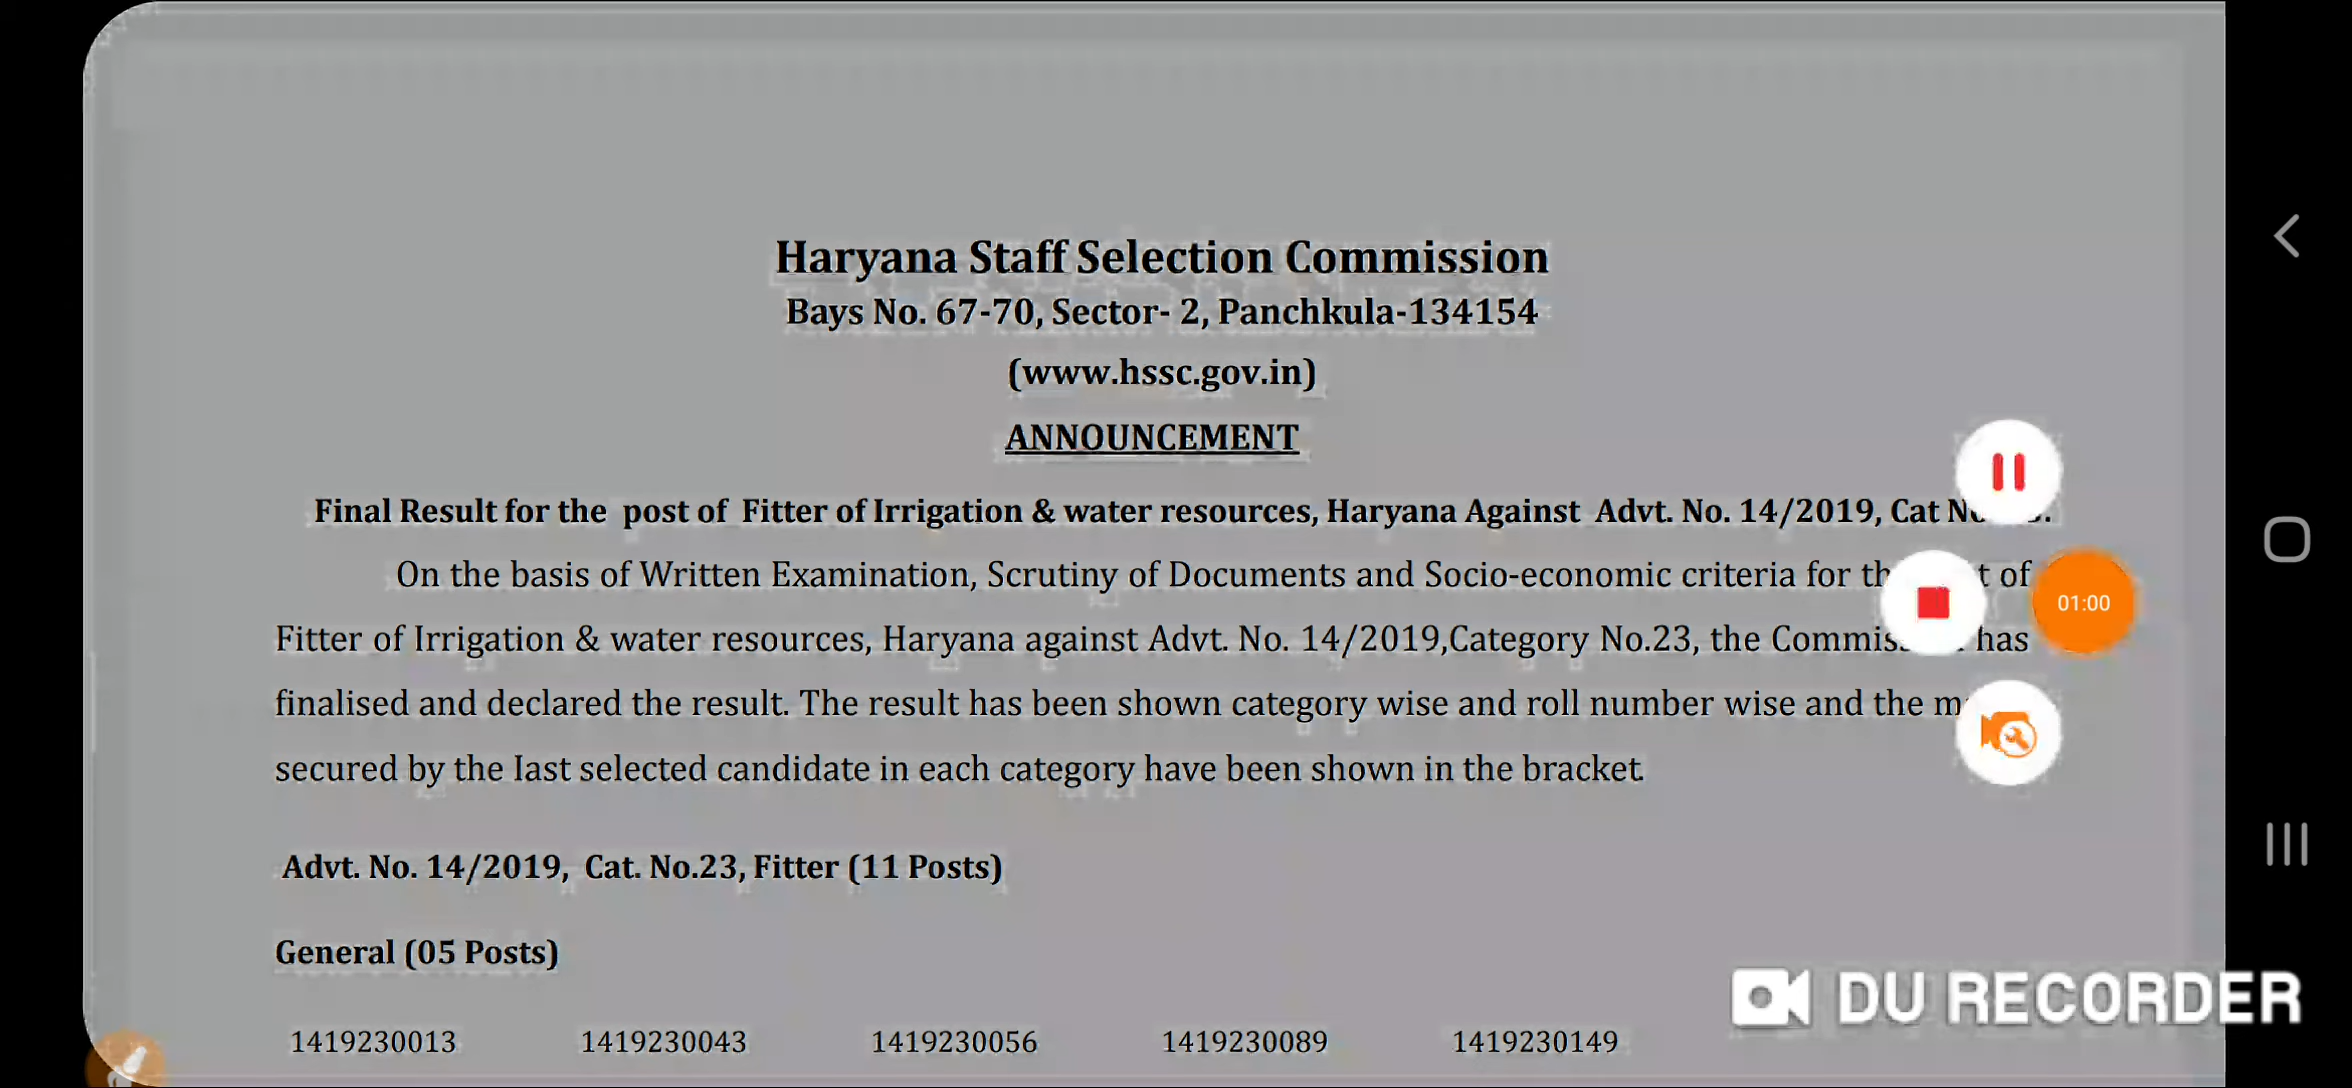 Haryana Staff Selection Commission
Bays No. 67-70, Sector- 2, Panchkula-134154
(www.hssc.gov.in)
ANNOUNCEMENT
Final Result for the post of Fitter of Irrigation & water resources, Haryana Against Advt. No. 14/2019, Cat
On the basis of Written Examination, Scrutiny of Documents and Socio-economic criteria for of
01:00
Fitter of Irrigation & water resources, Haryana against Advt. No. 14/2019,Category No.23, the has
finalised and declared the result. The result has been shown category wise and roll number wise and the
secured by the last selected candidate in each category have been shown in the bracket.
Advt. No. 14/2019, Cat. No.23, Fitter (11 Posts)
General (05 Posts)
DU RECORDER
1419230013 1419230043 1419230056 1419230089 1419230149